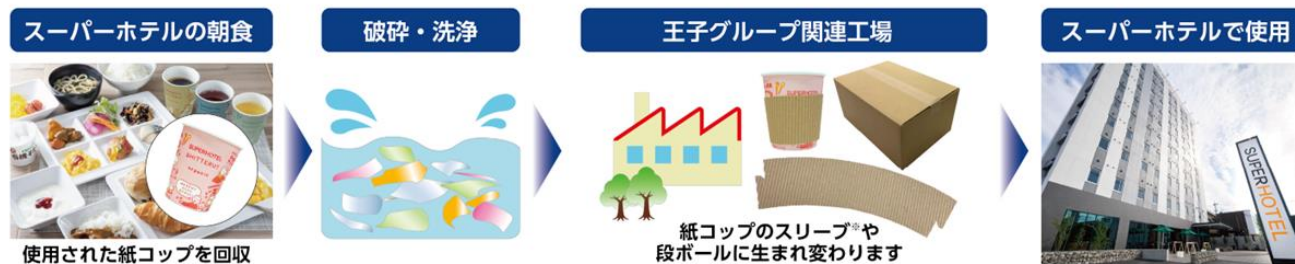 スーパーホテルの朝食
破砕・洗浄
王子グループ関連工場
スーパーホテルで使用
SUPERHOTEL
SUPERHOTEL
SUPERHOTEL
使用された紙コップを回収
紙コップのスリーブ※や
段ボールに生まれ変わります